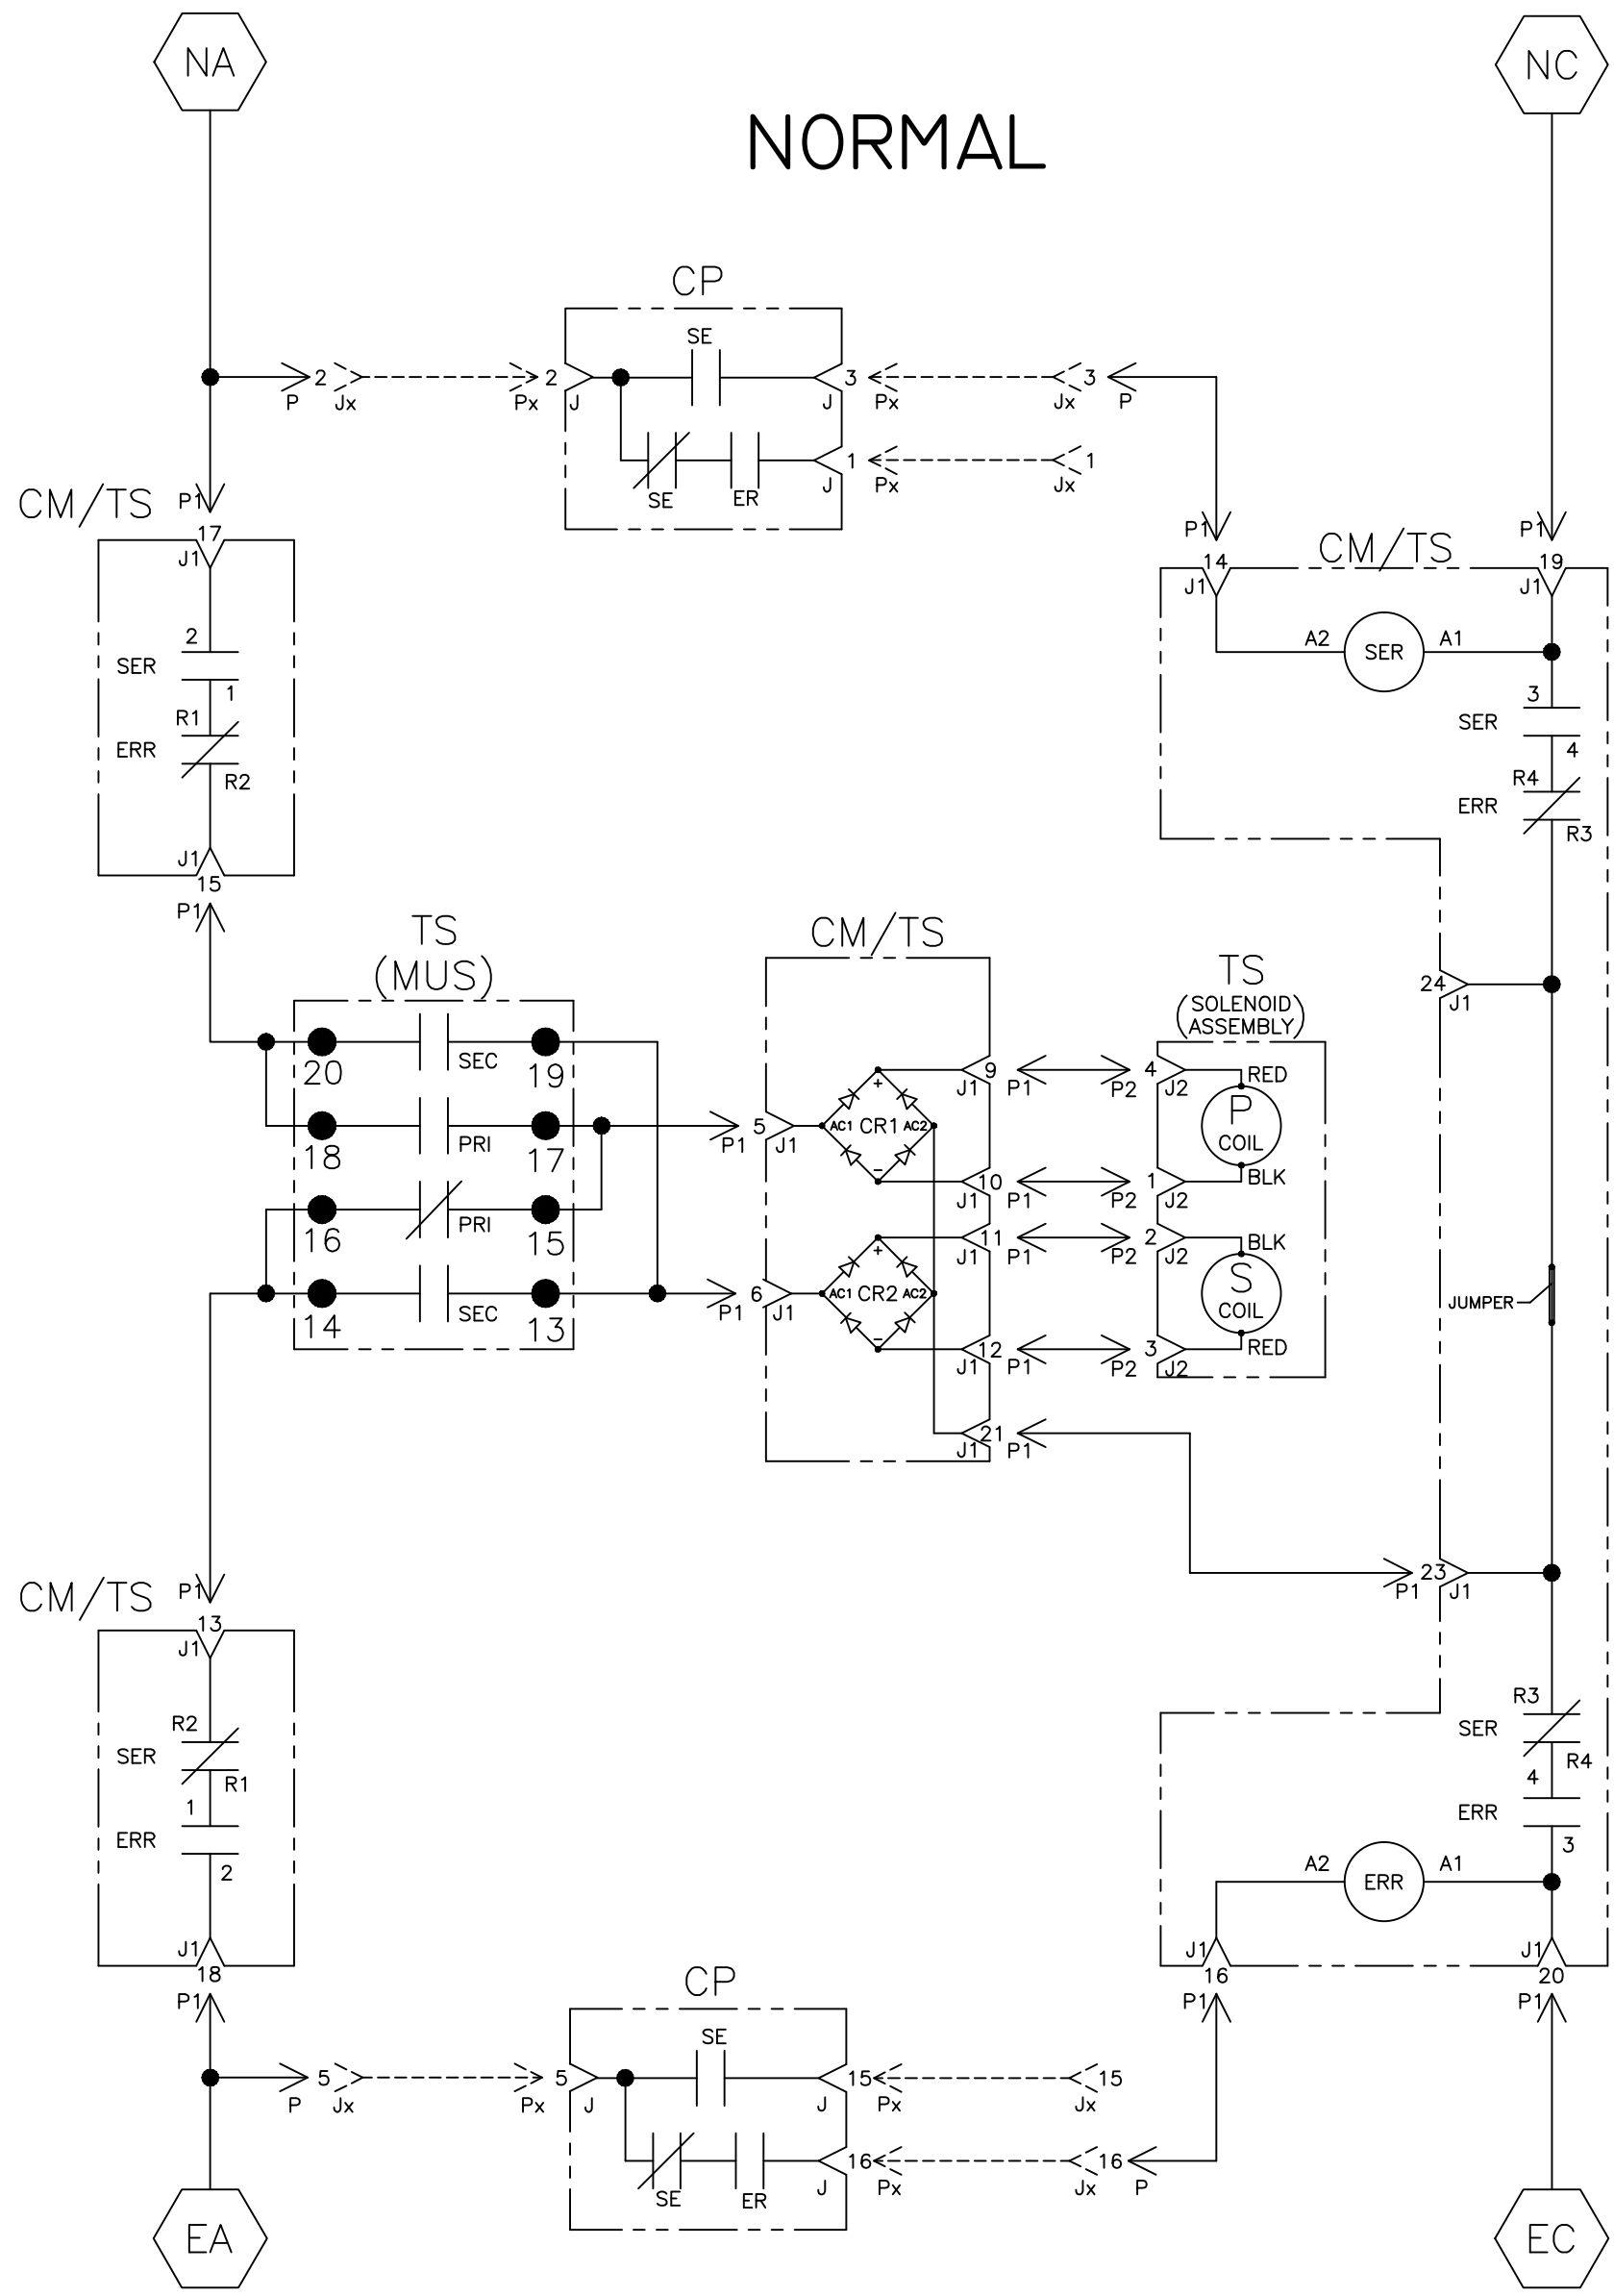 NA
NC
NORMAL
CP
SE
2 2 3 3
P Jx Px J J Px Jx P
1 1
SE ER J Px Jx
CM/TS P1
17
J1
2
SER
1
R1
ERR
R2
J1
15
P1
P1 P1
CM/TS
14 19
J1 J1
A2 SER A1
3
SER
4
R4
ERR
R3
TS
(MUS)
20 SEC 19
18 PRI 17
16 PRI 15
14 SEC 13
CM/TS
5
P1 J1
AC1 CR1 AC2
+
-
9
J1 P1
10
J1 P1
11
J1 P1
6
P1 J1
AC1 CR2 AC2
+
-
12
J1 P1
21
J1 P1
TS
(SOLENOID
ASSEMBLY)
4 RED
P2 J2
P
COIL
1 BLK
P2 J2
2 BLK
P2 J2
S
COIL
3 RED
P2 J2
24
J1
JUMPER
23
P1 J1
CM/TS P1
13
J1
R2
SER
R1
1
ERR
2
J1
18
P1
R3
SER
R4
4
ERR
3
A2 ERR A1
J1 J1
16 20
P1 P1
CP
SE
5 5 15 15
P Jx Px J J Px Jx
16 16
SE ER J Px Jx P
EA
EC